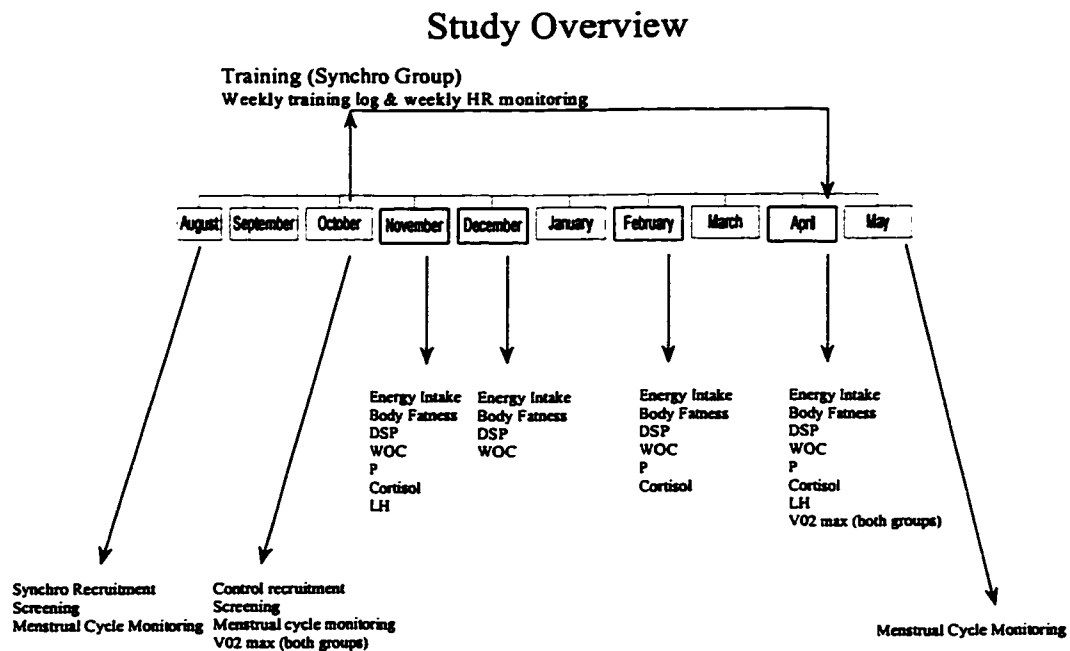 Study Overview
Training (Synchro Group)
Weekly training log & weekly HR monitoring
August
September
October
November
December
January
February
March
April
May
Energy Intake
Body Fatness
DSP
WOC
P
Cortisol
LH
Energy Intake
Body Fatness
DSP
WOC
Energy Intake
Body Fatness
DSP
WOC
P
Cortisol
Energy Intake
Body Fatness
DSP
WOC
P
Cortisol
LH
V02 max (both groups)
Synchro Recruitment
Screening
Menstrual Cycle Monitoring
Control recruitment
Screening
Menstrual cycle monitoring
V02 max (both groups)
Menstrual Cycle Monitoring